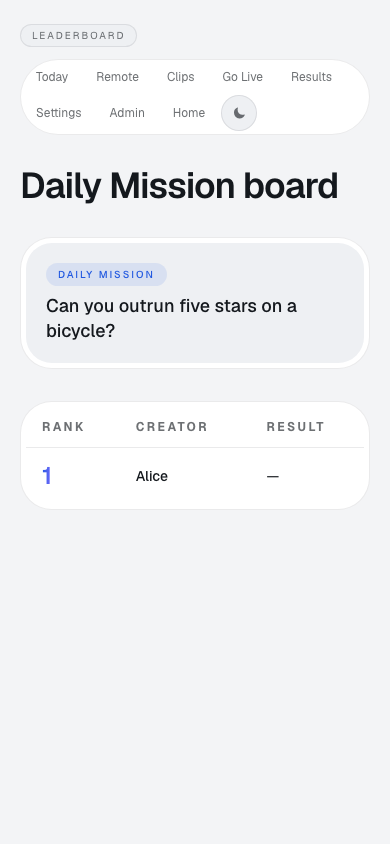 LEADERBOARD
Today Remote Clips Go Live Results
Settings Admin Home
Daily Mission board
DAILY MISSION
Can you outrun five stars on a
bicycle?
RANK CREATOR RESULT
1 Alice —